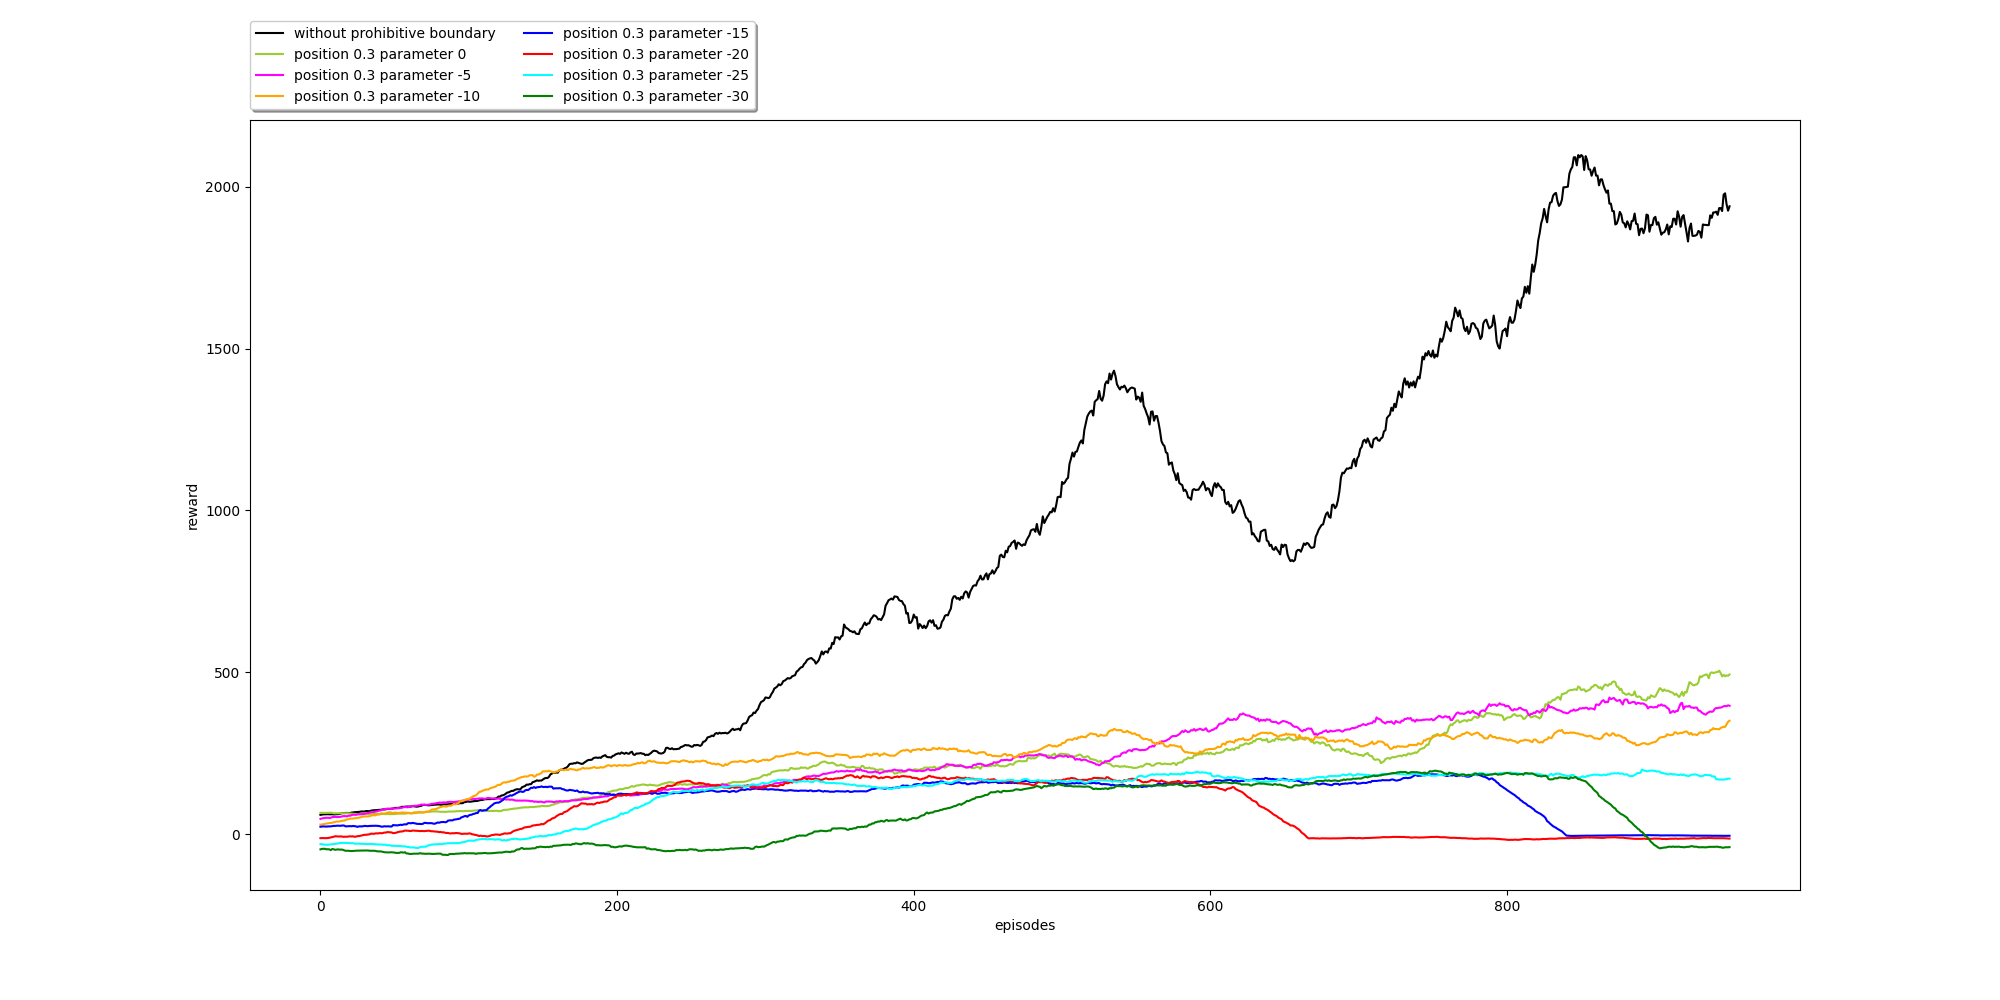 without prohibitive boundary
position 0.3 parameter 0
position 0.3 parameter -5
position 0.3 parameter -10
position 0.3 parameter -15
position 0.3 parameter -20
position 0.3 parameter -25
position 0.3 parameter -30
2000
1500
1000
500
0
reward
0 200 400 600 800
episodes